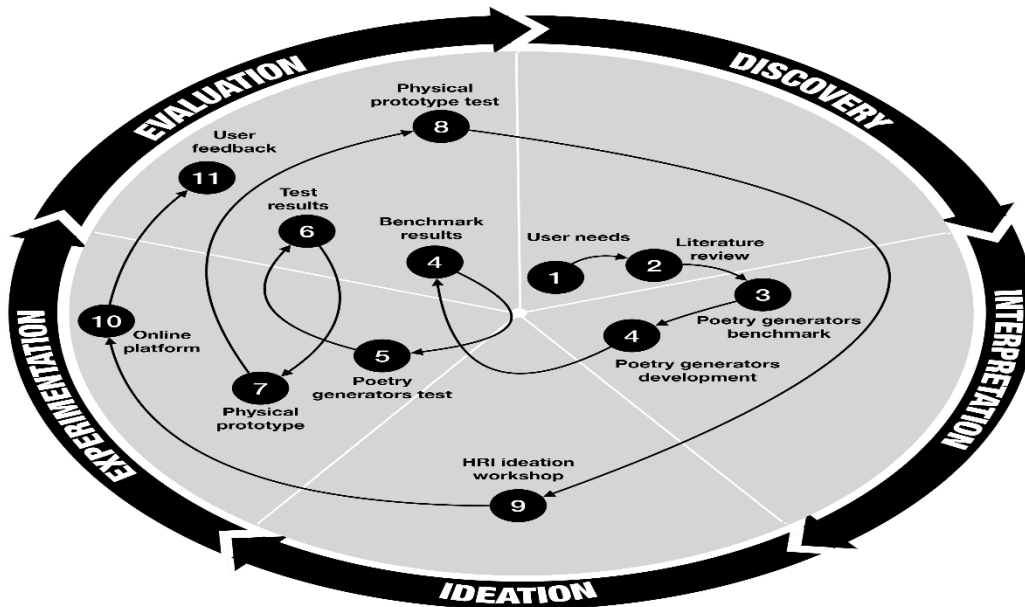 EVALUATION
DISCOVERY
INTERPRETATION
IDEATION
EXPERIMENTATION
Physical
prototype test
8
User
feedback
11
Test
results
6
Benchmark
results
4
User needs
1
2
Literature
review
3
Poetry generators
benchmark
4
Poetry generators
development
5
Poetry
generators test
7
Physical
prototype
10
Online
platform
HRI ideation
workshop
9